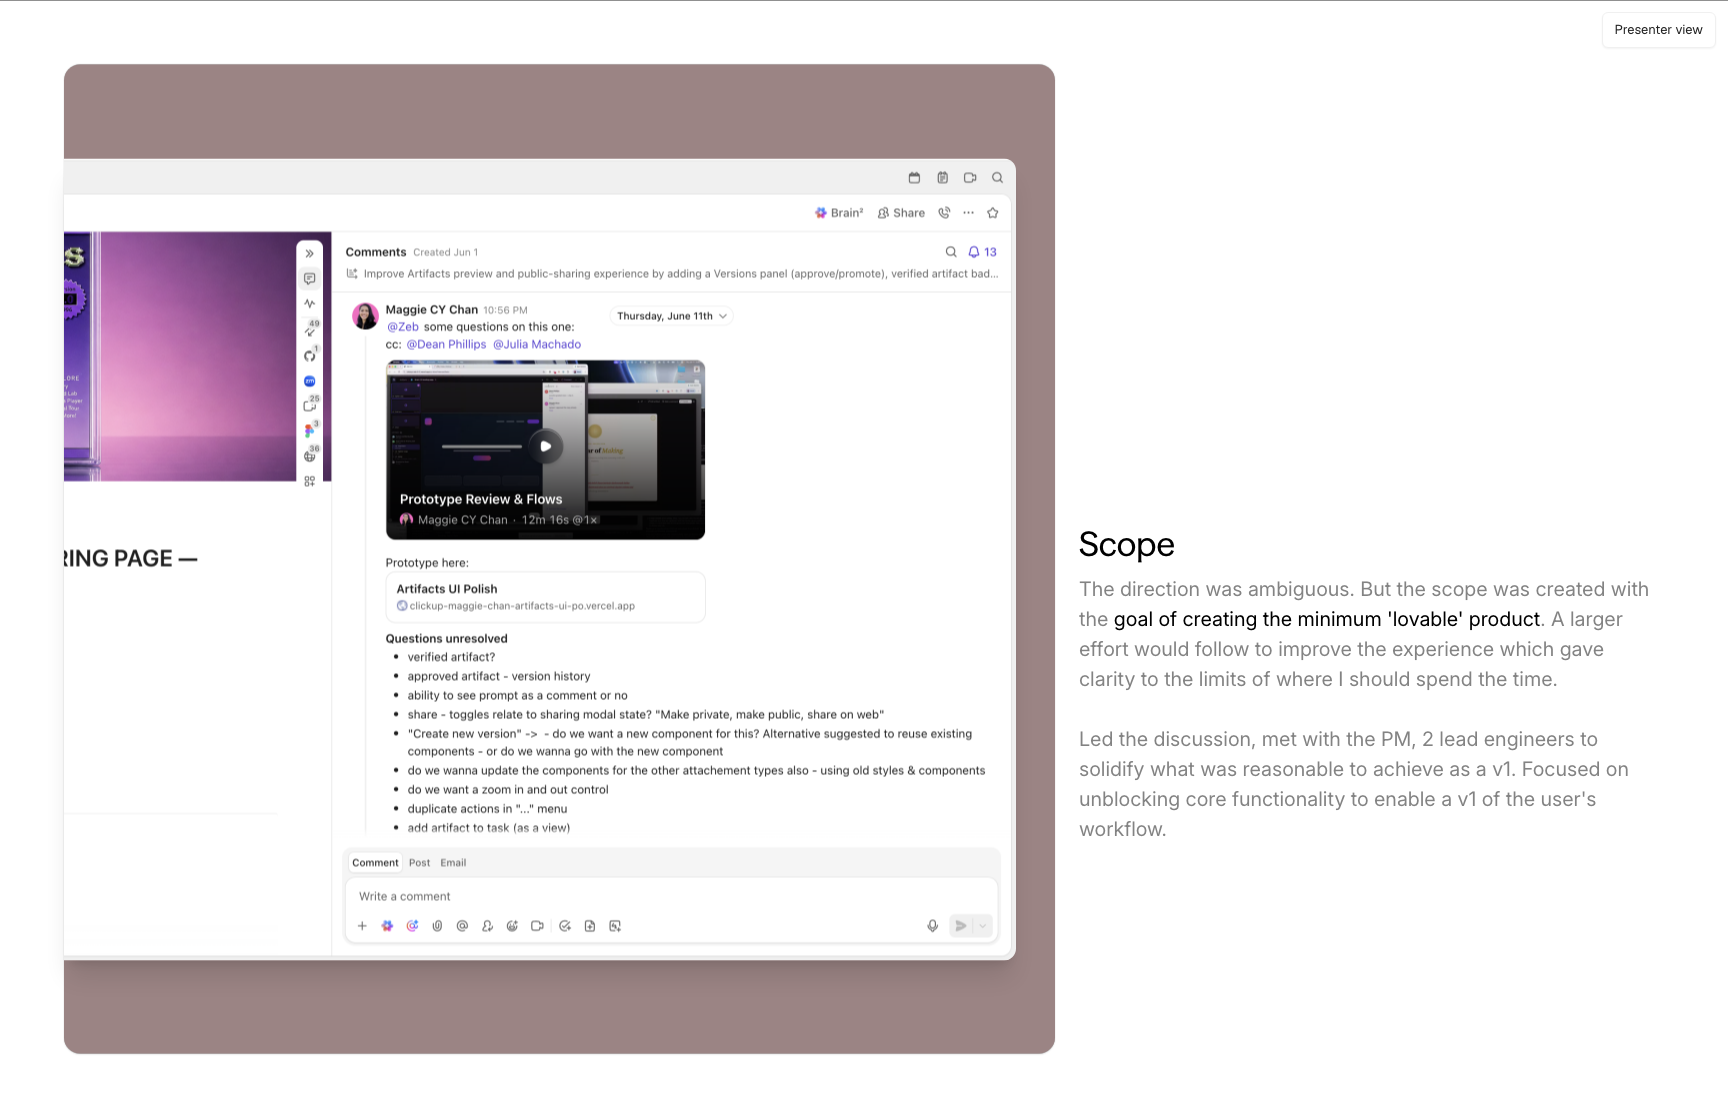 Presenter view
Brain²
Share
Comments Created Jun 1
13
Improve Artifacts preview and public-sharing experience by adding a Versions panel (approve/promote), verified artifact bad...
Maggie CY Chan 10:56 PM
Thursday, June 11th
@Zeb some questions on this one:
cc: @Dean Phillips @Julia Machado
49
1
zm
25
3
36
Prototype Review & Flows
Maggie CY Chan · 12m 16s @1×
RING PAGE —
Prototype here:
Artifacts UI Polish
clickup-maggie-chan-artifacts-ui-po.vercel.app
Questions unresolved
• verified artifact?
• approved artifact - version history
• ability to see prompt as a comment or no
• share - toggles relate to sharing modal state? "Make private, make public, share on web"
• "Create new version" -> - do we want a new component for this? Alternative suggested to reuse existing
components - or do we wanna go with the new component
• do we wanna update the components for the other attachement types also - using old styles & components
• do we want a zoom in and out control
• duplicate actions in "..." menu
• add artifact to task (as a view)
Comment Post Email
Write a comment
Scope
The direction was ambiguous. But the scope was created with
the goal of creating the minimum 'lovable' product. A larger
effort would follow to improve the experience which gave
clarity to the limits of where I should spend the time.
Led the discussion, met with the PM, 2 lead engineers to
solidify what was reasonable to achieve as a v1. Focused on
unblocking core functionality to enable a v1 of the user's
workflow.